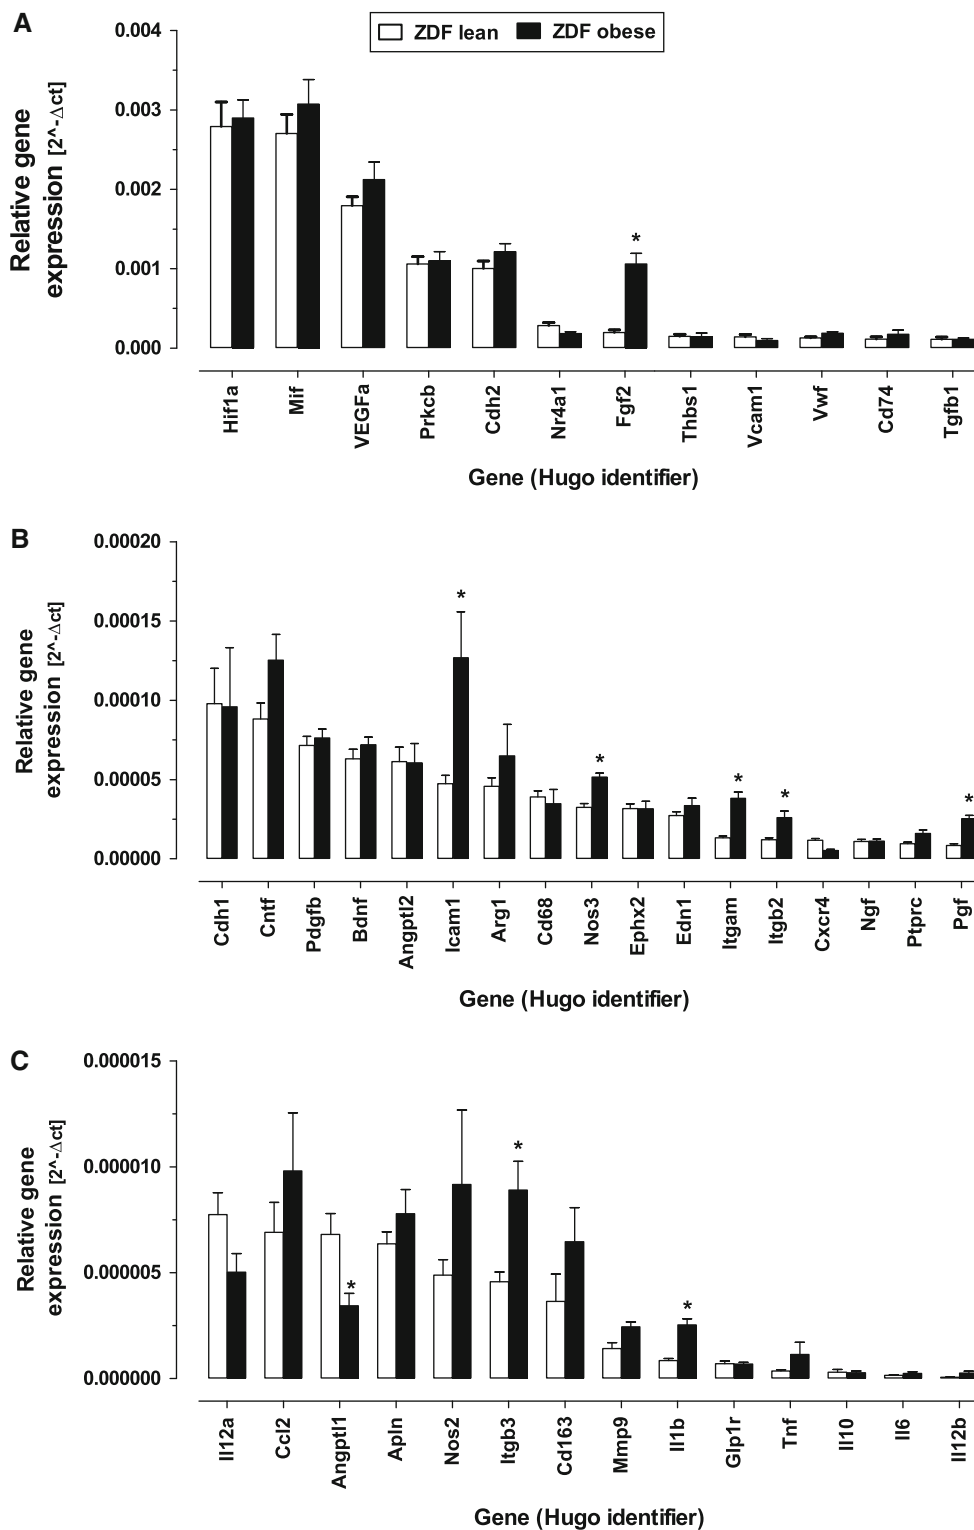 A
ZDF lean ZDF obese
0.004
0.003
0.002
0.001
0.000
Relative gene
expression [2^-Δct]
*
Hif1a Mif VEGFa Prkcb Cdh2 Nr4a1 Fgf2 Thbs1 Vcam1 Vwf Cd74 Tgfb1
Gene (Hugo identifier)
B
0.00020
0.00015
0.00010
0.00005
0.00000
Relative gene
expression [2^-Δct]
* * * * *
Cdh1 Cntf Pdgfb Bdnf Angptl2 Icam1 Arg1 Cd68 Nos3 Ephx2 Edn1 Itgam Itgb2 Cxcr4 Ngf Ptprc Pgf
Gene (Hugo identifier)
C
0.000015
0.000010
0.000005
0.000000
Relative gene
expression [2^-Δct]
* * *
Il12a Ccl2 Angptl1 Apln Nos2 Itgb3 Cd163 Mmp9 Il1b Glp1r Tnf Il10 Il6 Il12b
Gene (Hugo identifier)